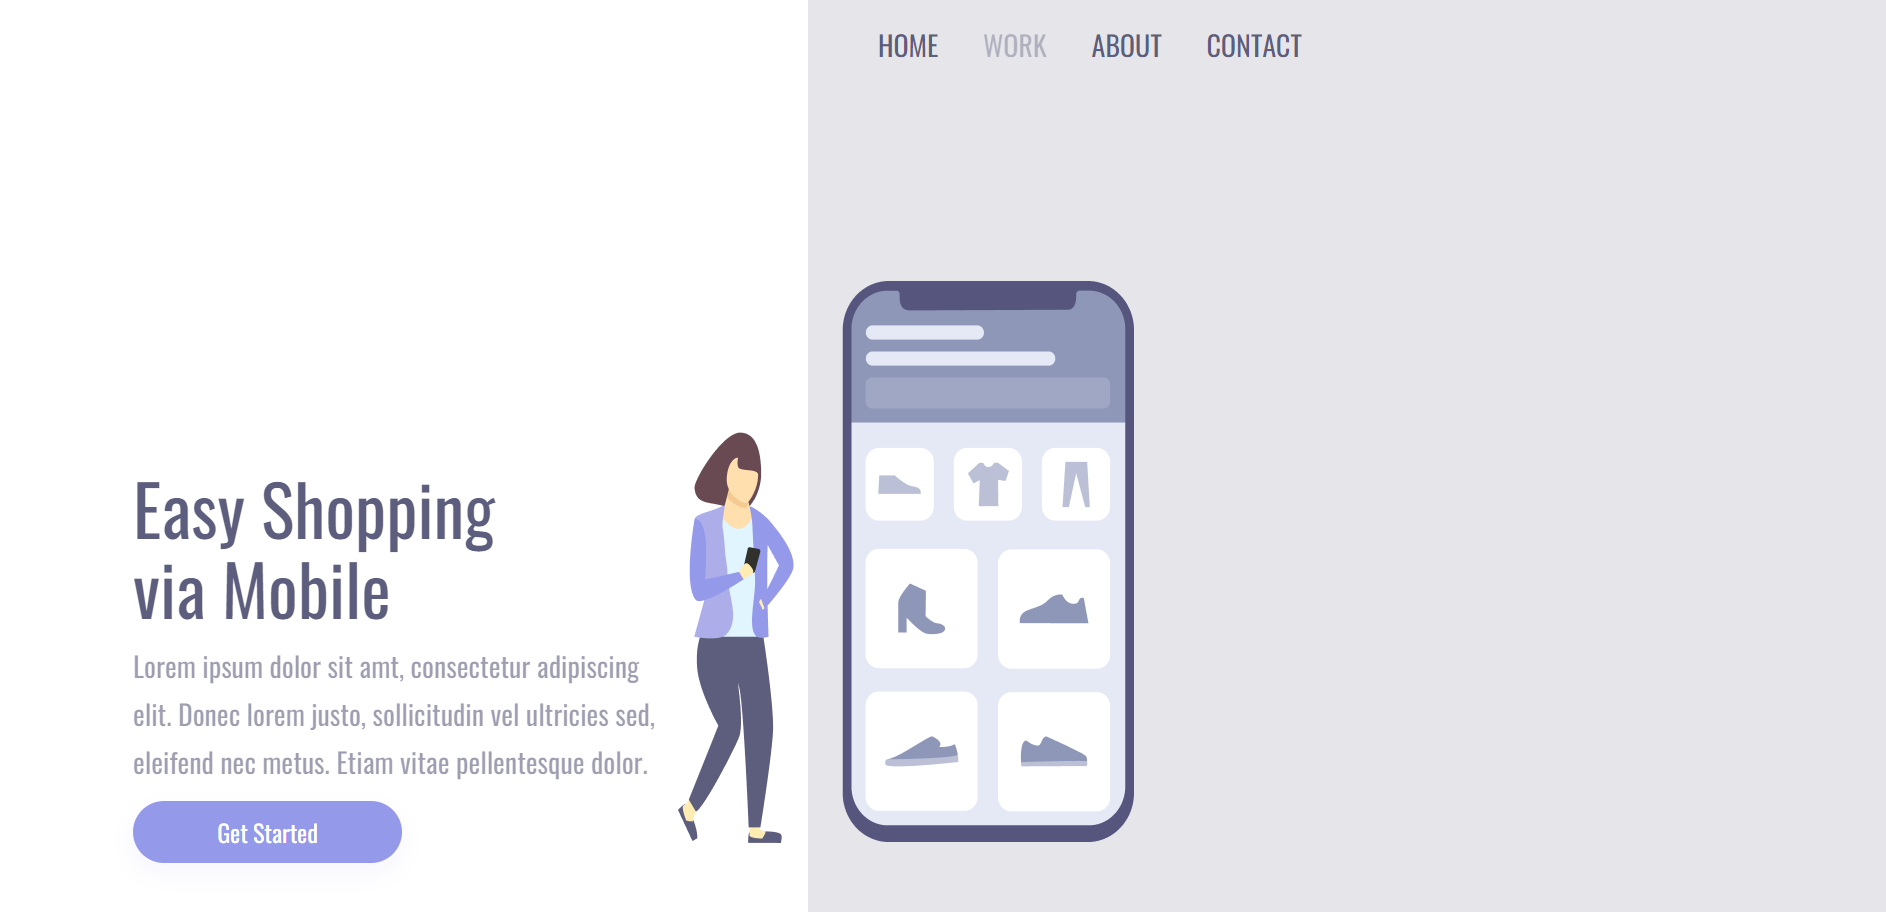 HOME WORK ABOUT CONTACT
Easy Shopping
via Mobile
Lorem ipsum dolor sit amt, consectetur adipiscing
elit. Donec lorem justo, sollicitudin vel ultricies sed,
eleifend nec metus. Etiam vitae pellentesque dolor.
Get Started